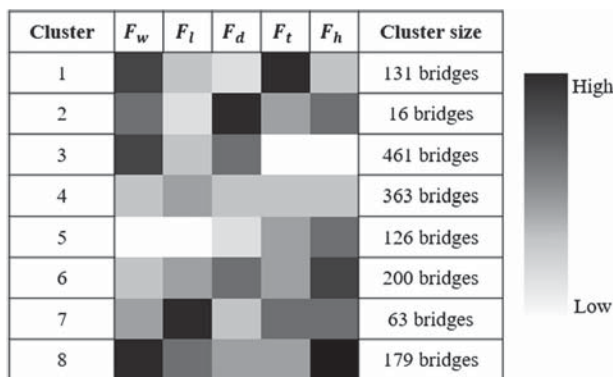 Cluster F_w F_l F_d F_t F_h Cluster size
1 131 bridges
2 16 bridges
3 461 bridges
4 363 bridges
5 126 bridges
6 200 bridges
7 63 bridges
8 179 bridges
High
Low